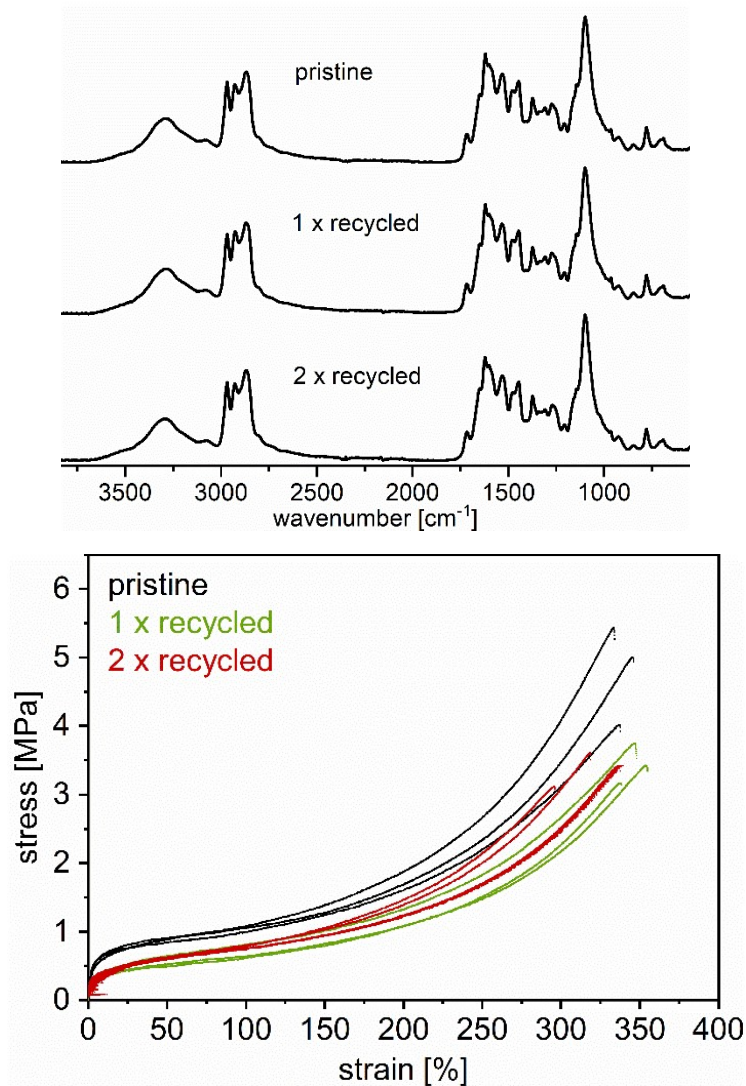 pristine
1 x recycled
2 x recycled
3500 3000 2500 2000 1500 1000
wavenumber [cm⁻¹]
6
pristine
1 x recycled
2 x recycled
5
4
3
2
1
0
stress [MPa]
0 50 100 150 200 250 300 350 400
strain [%]